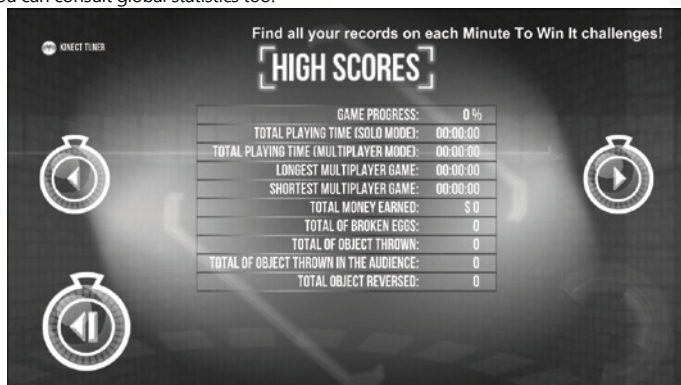 ou can consult global statistics too!
Find all your records on each Minute To Win It challenges!
KINECT TUNER
HIGH SCORES
GAME PROGRESS: 0 %
TOTAL PLAYING TIME (SOLO MODE): 00:00:00
TOTAL PLAYING TIME (MULTIPLAYER MODE): 00:00:00
LONGEST MULTIPLAYER GAME: 00:00:00
SHORTEST MULTIPLAYER GAME: 00:00:00
TOTAL MONEY EARNED: $ 0
TOTAL OF BROKEN EGGS: 0
TOTAL OF OBJECT THROWN: 0
TOTAL OF OBJECT THROWN IN THE AUDIENCE: 0
TOTAL OBJECT REVERSED: 0